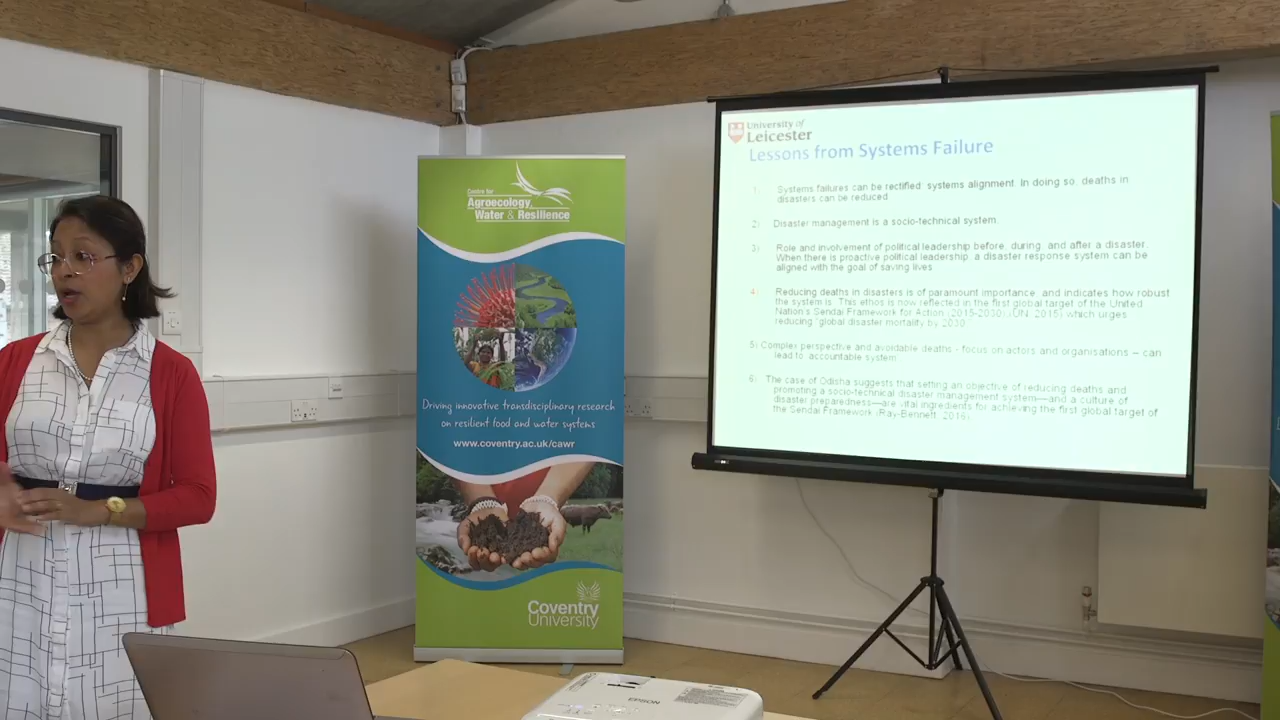 Centre for
Agroecology,
Water & Resilience
Driving innovative transdisciplinary research
on resilient food and water systems
www.coventry.ac.uk/cawr
Coventry
University
University of
Leicester
Lessons from Systems Failure
1) Systems failures can be rectified systems alignment. In doing so, deaths in
disasters can be reduced
2) Disaster management is a socio-technical system.
3) Role and involvement of political leadership before, during, and after a disaster.
When there is proactive political leadership, a disaster response system can be
aligned with the goal of saving lives
4) Reducing deaths in disasters is of paramount importance, and indicates how robust
the system is. This ethos is now reflected in the first global target of the United
Nation's Sendai Framework for Action (2015-2030) (UN, 2015) which urges
reducing "global disaster mortality by 2030
5) Complex perspective and avoidable deaths - focus on actors and organisations – can
lead to accountable system
6) The case of Odisha suggests that setting an objective of reducing deaths and
promoting a socio-technical disaster management system—and a culture of
disaster preparedness—are vital ingredients for achieving the first global target of
the Sendai Framework (Ray-Bennett, 2016)
EPSON